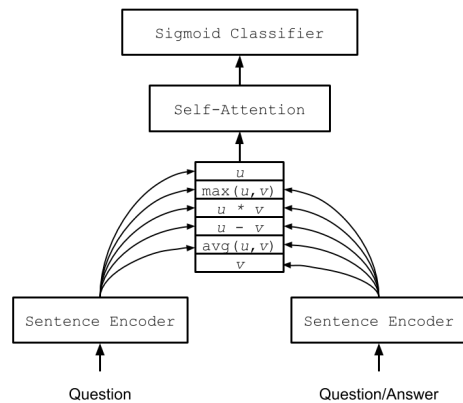 Sigmoid Classifier
Self-Attention
u
max(u,v)
u * v
u - v
avg(u,v)
v
Sentence Encoder
Sentence Encoder
Question
Question/Answer